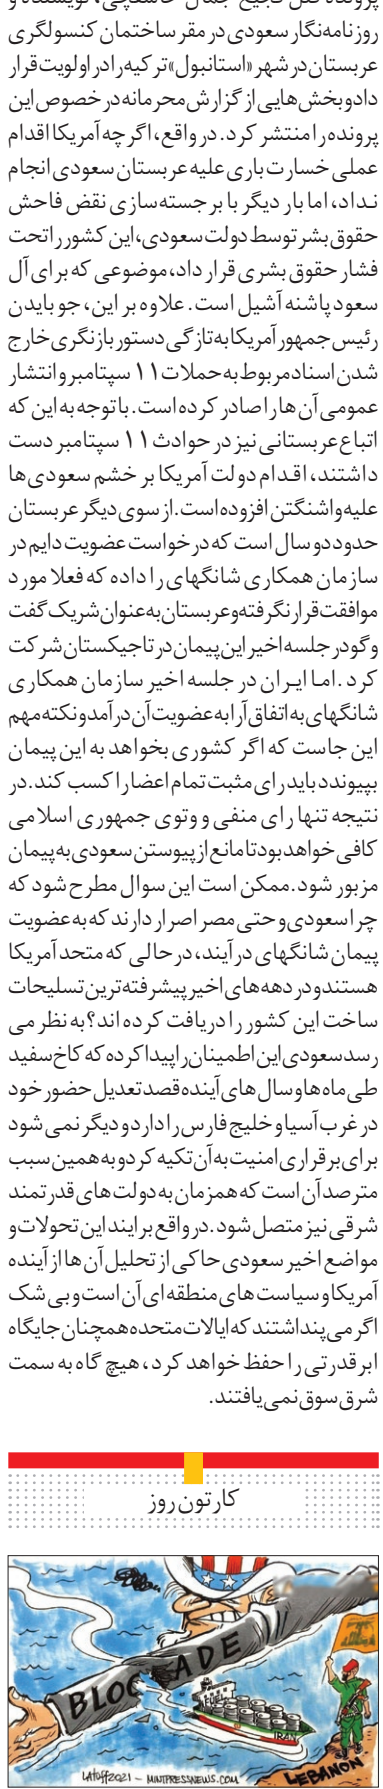 پرونده قتل فجیع جمال خاشقچی، نویسنده و
روزنامه‌نگار سعودی در مقر ساختمان کنسولگری
عربستان در شهر «استانبول» ترکیه را در اولویت قرار
داد و بخش‌هایی از گزارش محرمانه در خصوص این
پرونده را منتشر کرد. در واقع، اگر چه آمریکا اقدام
عملی خسارت باری علیه عربستان سعودی انجام
نداد، اما بار دیگر با برجسته‌سازی نقض فاحش
حقوق بشر توسط دولت سعودی، این کشور را تحت
فشار حقوق بشری قرار داد، موضوعی که برای آل
سعود پاشنه آشیل است. علاوه بر این، جو بایدن
رئیس جمهور آمریکا به تازگی دستور بازنگری خارج
شدن اسناد مربوط به حملات ۱۱ سپتامبر و انتشار
عمومی آن ها را صادر کرده است. با توجه به این که
اتباع عربستانی نیز در حوادث ۱۱ سپتامبر دست
داشتند، اقدام دولت آمریکا بر خشم سعودی ها
علیه واشنگتن افزوده است. از سوی دیگر عربستان
حدود دو سال است که درخواست عضویت دایم در
سازمان همکاری شانگهای را داده که فعلا مورد
موافقت قرار نگرفته و عربستان به عنوان شریک گفت
و گو در جلسه اخیر این پیمان در تاجیکستان شرکت
کرد. اما ایران در جلسه اخیر سازمان همکاری
شانگهای به اتفاق آرا به عضویت آن درآمد و نکته مهم
این جاست که اگر کشوری بخواهد به این پیمان
بپیوندد باید رای مثبت تمام اعضا را کسب کند. در
نتیجه تنها رای منفی و وتوی جمهوری اسلامی
کافی خواهد بود تا مانع از پیوستن سعودی به پیمان
مزبور شود. ممکن است این سوال مطرح شود که
چرا سعودی و حتی مصر اصرار دارند که به عضویت
پیمان شانگهای درآیند، در حالی که متحد آمریکا
هستند و در دهه های اخیر پیشرفته ترین تسلیحات
ساخت این کشور را دریافت کرده اند؟ به نظر می
رسد سعودی این اطمینان را پیدا کرده که کاخ سفید
طی ماه ها و سال های آینده قصد تعدیل حضور خود
در غرب آسیا و خلیج فارس را دارد و دیگر نمی شود
برای برقراری امنیت به آن تکیه کرد و به همین سبب
مترصد آن است که همزمان به دولت های قدرتمند
شرقی نیز متصل شود. در واقع برایند این تحولات و
مواضع اخیر سعودی حاکی از تحلیل آن ها از آینده
آمریکا و سیاست های منطقه ای آن است و بی شک
اگر می پنداشتند که ایالات متحده همچنان جایگاه
ابرقدرتی را حفظ خواهد کرد، هیچ گاه به سمت
شرق سوق نمی یافتند.
کارتون روز
BLOCKADE
IRAN
LEBANON
LATUFF 2021 - MINTPRESSNEWS.COM